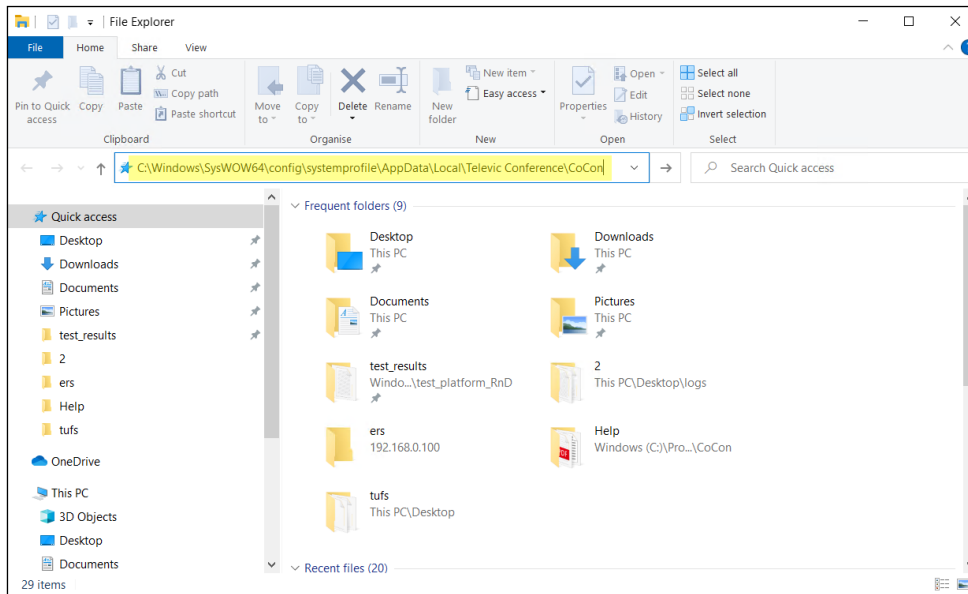 File Explorer
File Home Share View
Pin to Quick access
Copy
Paste
Cut
Copy path
Paste shortcut
Clipboard
Move to
Copy to
Delete
Rename
Organise
New folder
New item
Easy access
New
Properties
Open
Edit
History
Open
Select all
Select none
Invert selection
Select
C:\Windows\SysWOW64\config\systemprofile\AppData\Local\Televic Conference\CoCon
Search Quick access
Quick access
Desktop
Downloads
Documents
Pictures
test_results
2
ers
Help
tufs
OneDrive
This PC
3D Objects
Desktop
Documents
Frequent folders (9)
Desktop
This PC
Downloads
This PC
Documents
This PC
Pictures
This PC
test_results
Windo...\test_platform_RnD
2
This PC\Desktop\logs
ers
192.168.0.100
Help
Windows (C:)\Pro...\CoCon
tufs
This PC\Desktop
Recent files (20)
29 items